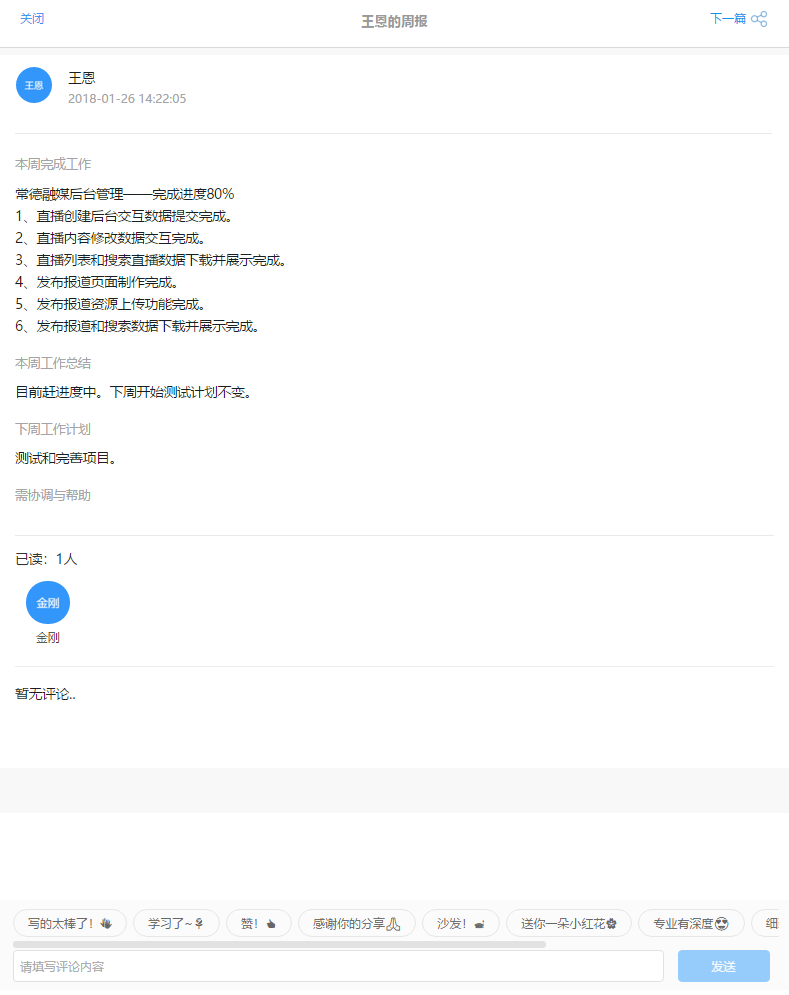 关闭
王恩的周报
下一篇
王恩
王恩
2018-01-26 14:22:05
本周完成工作
常德融媒后台管理——完成进度80%
1、直播创建后台交互数据提交完成。
2、直播内容修改数据交互完成。
3、直播列表和搜索直播数据下载并展示完成。
4、发布报道页面制作完成。
5、发布报道资源上传功能完成。
6、发布报道和搜索数据下载并展示完成。
本周工作总结
目前赶进度中。下周开始测试计划不变。
下周工作计划
测试和完善项目。
需协调与帮助
已读：1人
金刚
金刚
暂无评论..
写的太棒了！ 学习了~ 赞！ 感谢你的分享 沙发！ 送你一朵小红花 专业有深度 细
请填写评论内容
发送